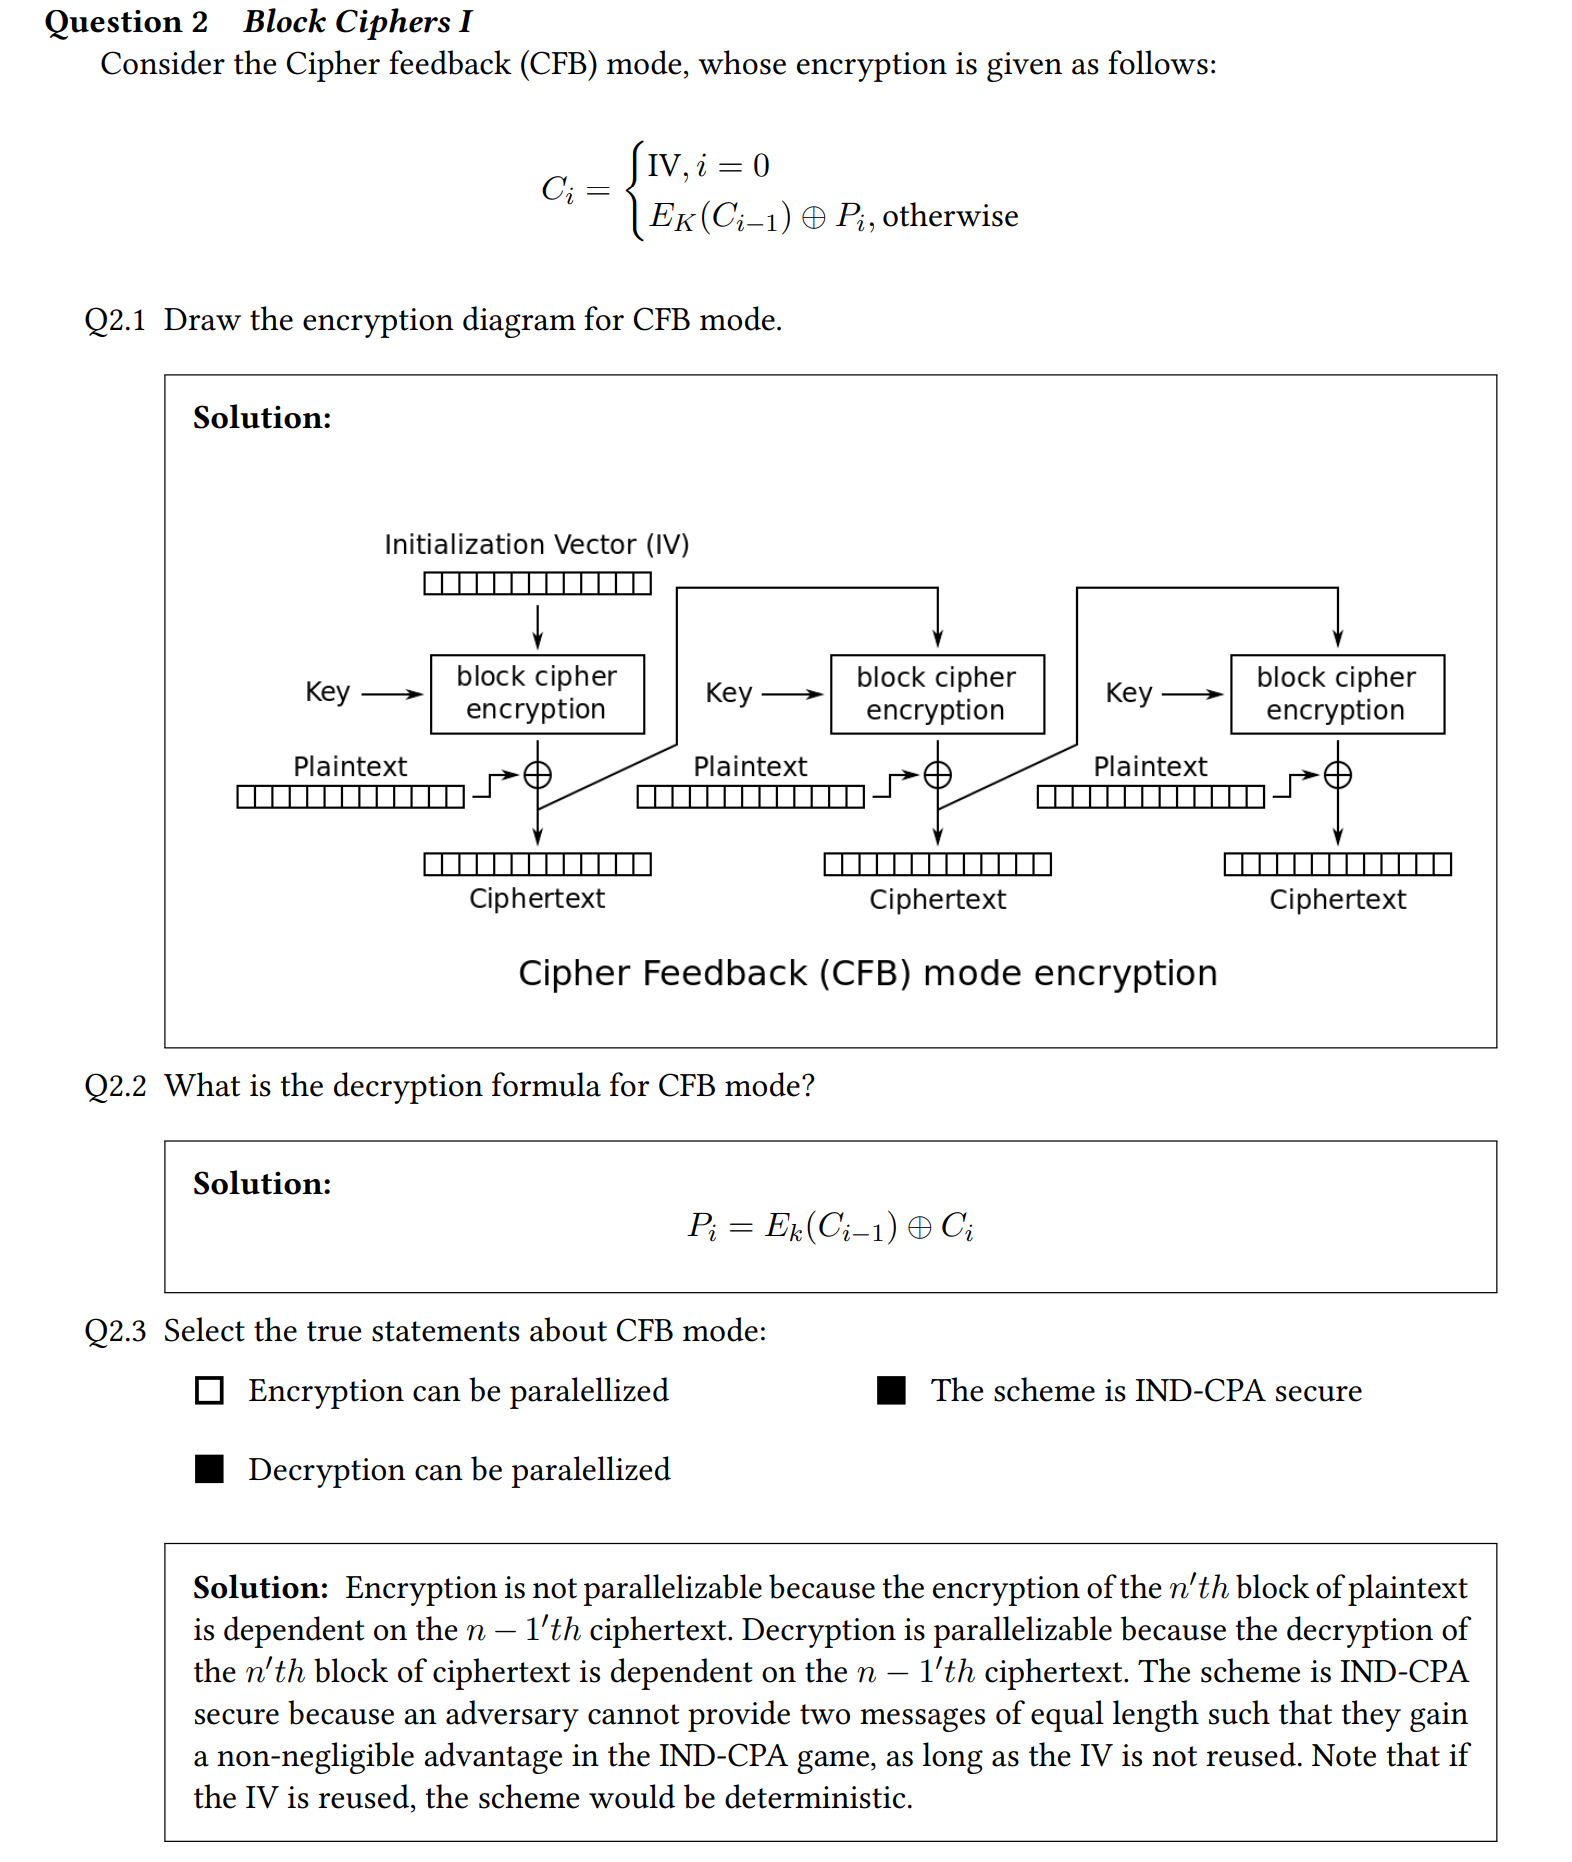 Question 2 Block Ciphers I
Consider the Cipher feedback (CFB) mode, whose encryption is given as follows:
C_i = { IV, i = 0
E_K(C_{i−1}) ⊕ P_i, otherwise
Q2.1 Draw the encryption diagram for CFB mode.
Solution:
Initialization Vector (IV)
Key block cipher encryption Key block cipher encryption Key block cipher encryption
Plaintext Plaintext Plaintext
Ciphertext Ciphertext Ciphertext
Cipher Feedback (CFB) mode encryption
Q2.2 What is the decryption formula for CFB mode?
Solution:
P_i = E_k(C_{i−1}) ⊕ C_i
Q2.3 Select the true statements about CFB mode:
☐ Encryption can be paralellized ■ The scheme is IND-CPA secure
■ Decryption can be paralellized
Solution: Encryption is not parallelizable because the encryption of the n′th block of plaintext
is dependent on the n − 1′th ciphertext. Decryption is parallelizable because the decryption of
the n′th block of ciphertext is dependent on the n − 1′th ciphertext. The scheme is IND-CPA
secure because an adversary cannot provide two messages of equal length such that they gain
a non-negligible advantage in the IND-CPA game, as long as the IV is not reused. Note that if
the IV is reused, the scheme would be deterministic.